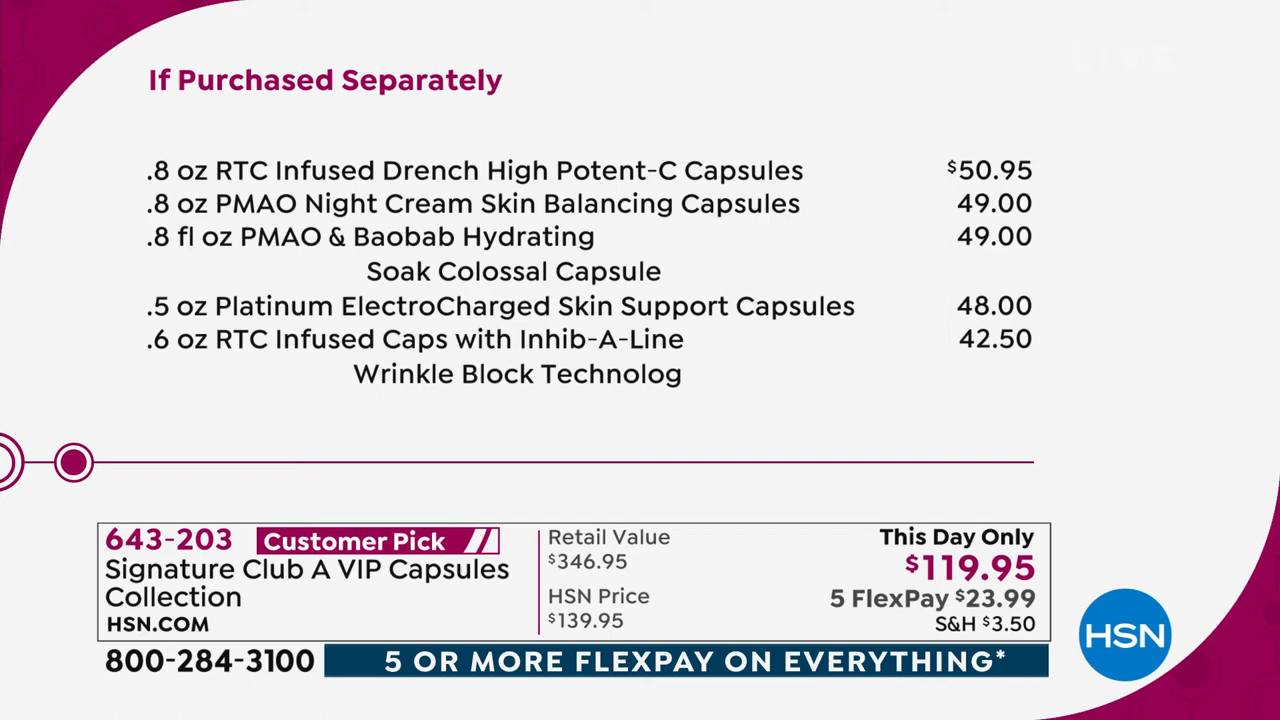 If Purchased Separately
.8 oz RTC Infused Drench High Potent-C Capsules $50.95
.8 oz PMAO Night Cream Skin Balancing Capsules 49.00
.8 fl oz PMAO & Baobab Hydrating 49.00
Soak Colossal Capsule
.5 oz Platinum ElectroCharged Skin Support Capsules 48.00
.6 oz RTC Infused Caps with Inhib-A-Line 42.50
Wrinkle Block Technolog
643-203 Customer Pick
Signature Club A VIP Capsules
Collection
HSN.COM
Retail Value
$346.95
HSN Price
$139.95
This Day Only
$119.95
5 FlexPay $23.99
S&H $3.50
HSN
800-284-3100 5 OR MORE FLEXPAY ON EVERYTHING*